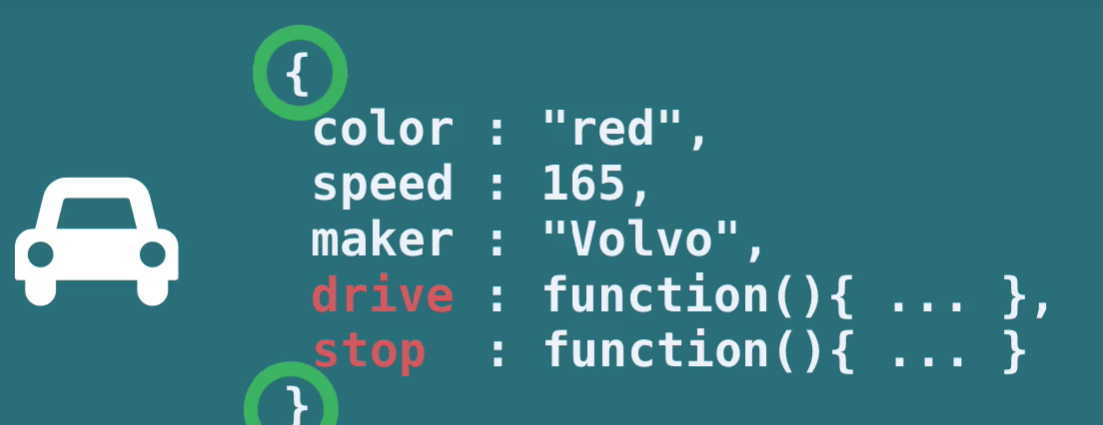 {
color : "red",
speed : 165,
maker : "Volvo",
drive : function(){ ... },
stop  : function(){ ... }
}